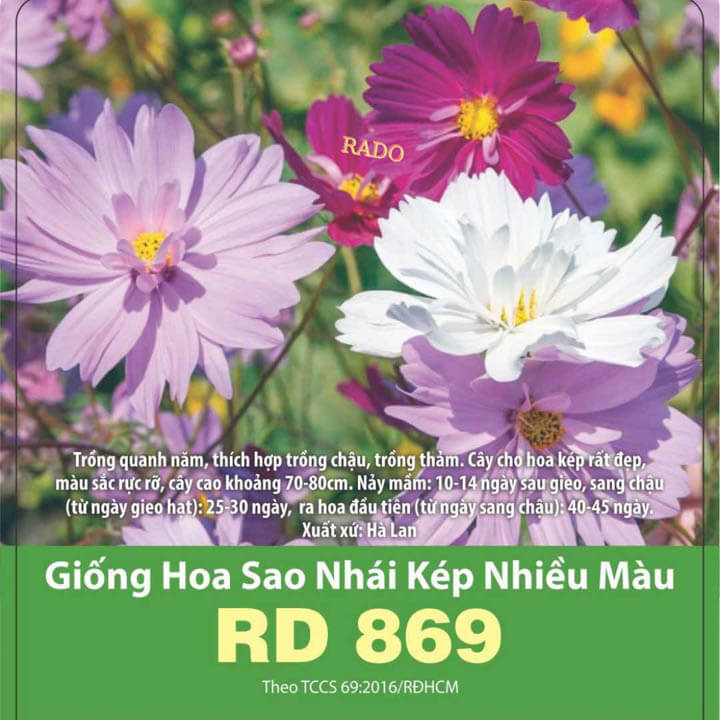 RADO
Trồng quanh năm, thích hợp trồng chậu, trồng thảm. Cây cho hoa kép rất đẹp,
màu sắc rực rỡ, cây cao khoảng 70-80cm. Nảy mầm: 10-14 ngày sau gieo, sang chậu
(từ ngày gieo hạt): 25-30 ngày, ra hoa đầu tiên (từ ngày sang chậu): 40-45 ngày.
Xuất xứ: Hà Lan
Giống Hoa Sao Nhái Kép Nhiều Màu
RD 869
Theo TCCS 69:2016/RĐHCM